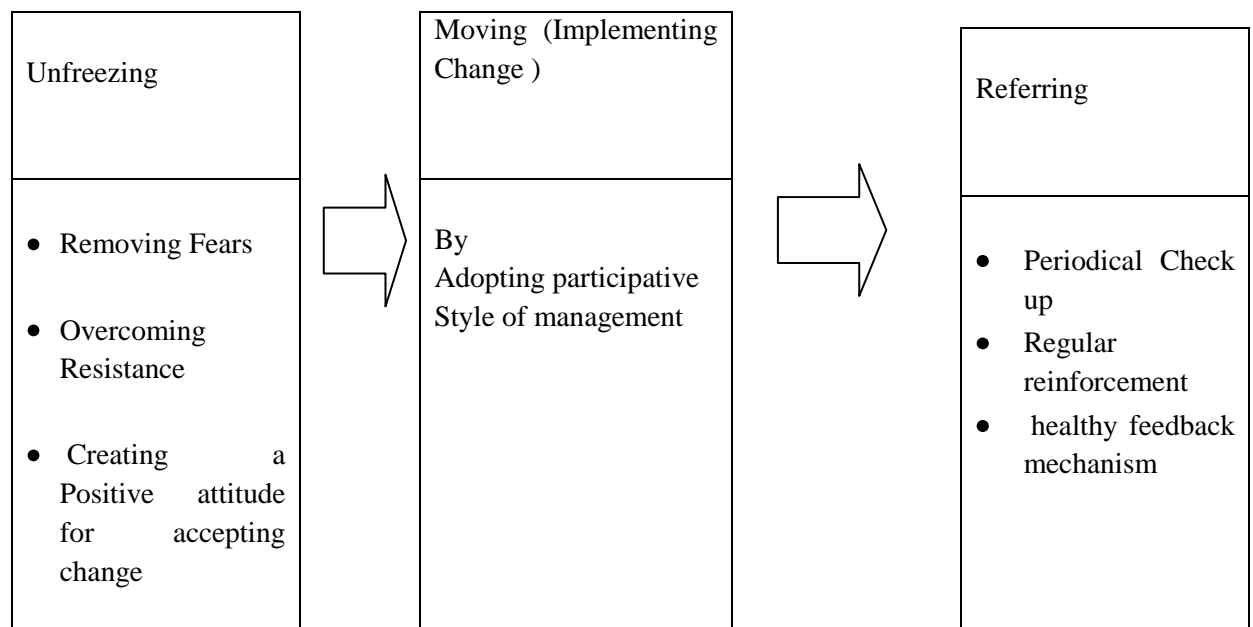 Unfreezing
• Removing Fears
• Overcoming
Resistance
• Creating a
Positive attitude
for accepting
change
Moving (Implementing
Change )
By
Adopting participative
Style of management
Referring
• Periodical Check
up
• Regular
reinforcement
• healthy feedback
mechanism